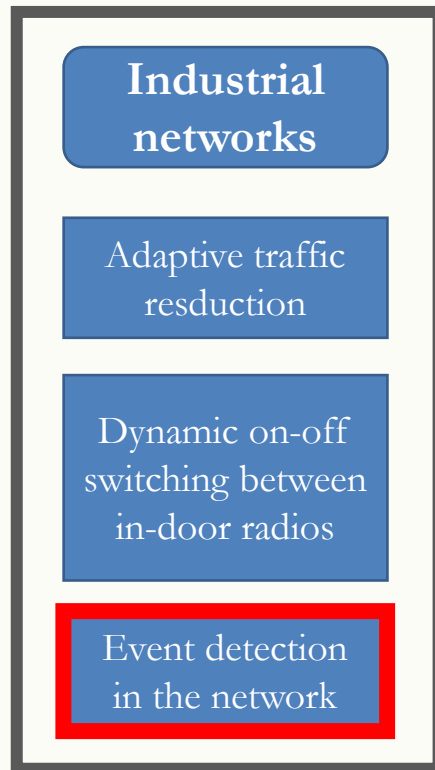 Industrial
networks
Adaptive traffic
resduction
Dynamic on-off
switching between
in-door radios
Event detection
in the network